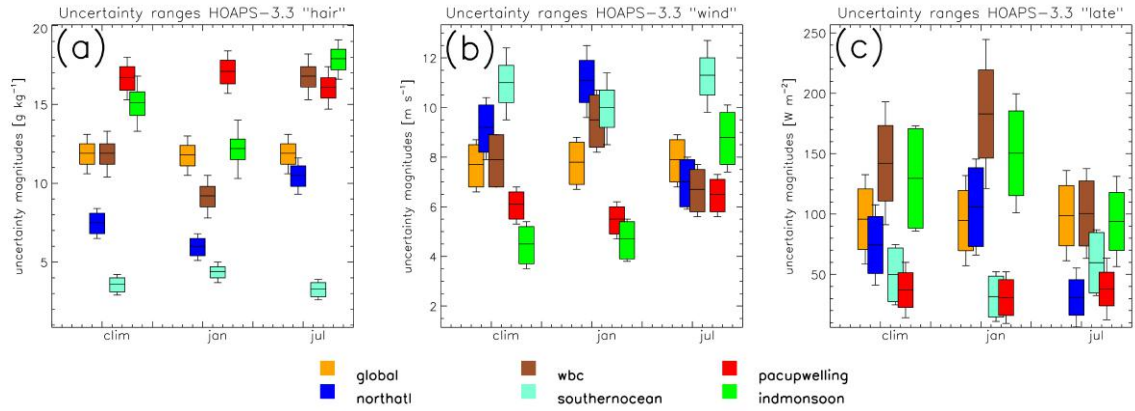 Uncertainty ranges HOAPS-3.3 "hair"
(a)
uncertainty magnitudes [g kg⁻¹]
20
15
10
5
clim jan jul
Uncertainty ranges HOAPS-3.3 "wind"
(b)
uncertainty magnitudes [m s⁻¹]
12
10
8
6
4
2
clim jan jul
Uncertainty ranges HOAPS-3.3 "late"
(c)
uncertainty magnitudes [W m⁻²]
250
200
150
100
50
clim jan jul
global wbc pacupwelling
northatl southernocean indmonsoon